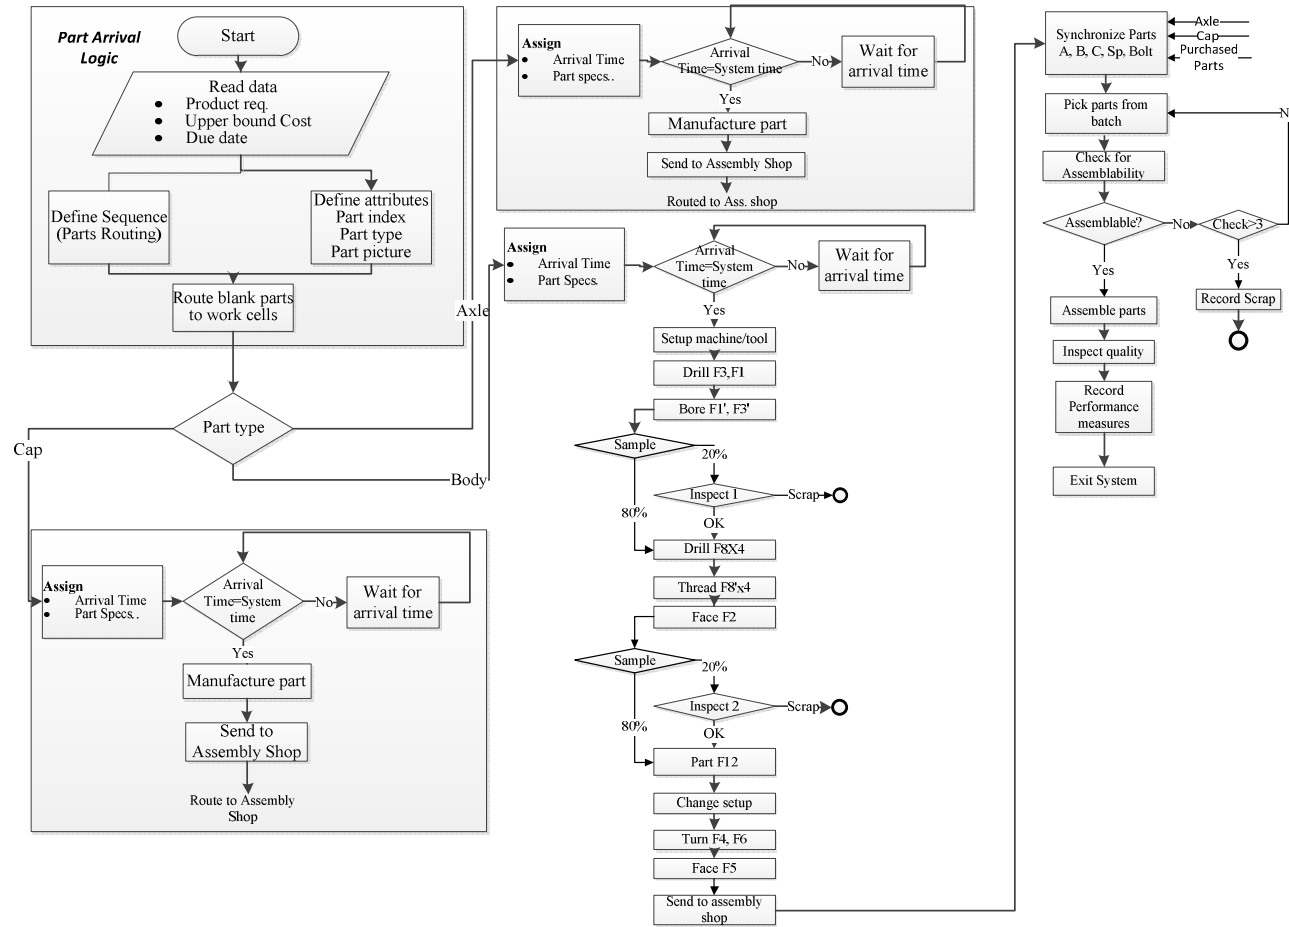 Part Arrival
Logic
Start
Read data
● Product req.
● Upper bound Cost
● Due date
Define Sequence
(Parts Routing)
Define attributes
Part index
Part type
Part picture
Route blank parts
to work cells
Part type
Cap
Axle
Body
Assign
● Arrival Time
● Part Specs..
Arrival
Time=System
time
No
Wait for
arrival time
Yes
Manufacture part
Send to
Assembly Shop
Route to Assembly
Shop
Assign
● Arrival Time
● Part specs..
Arrival
Time=System time
No
Wait for
arrival time
Yes
Manufacture part
Send to Assembly Shop
Routed to Ass. shop
Assign
● Arrival Time
● Part Specs.
Arrival
Time=System
time
No
Wait for
arrival time
Yes
Setup machine/tool
Drill F3,F1
Bore F1', F3'
Sample
20%
80%
Inspect 1
Scrap
OK
Drill F8X4
Thread F8'x4
Face F2
Sample
20%
80%
Inspect 2
Scrap
OK
Part F12
Change setup
Turn F4, F6
Face F5
Send to assembly
shop
Synchronize Parts
A, B, C, Sp, Bolt
Axle
Cap
Purchased
Parts
Pick parts from
batch
N
Check for
Assemblability
Assemblable?
No
Check>3
Yes
Yes
Record Scrap
Assemble parts
Inspect quality
Record
Performance
measures
Exit System